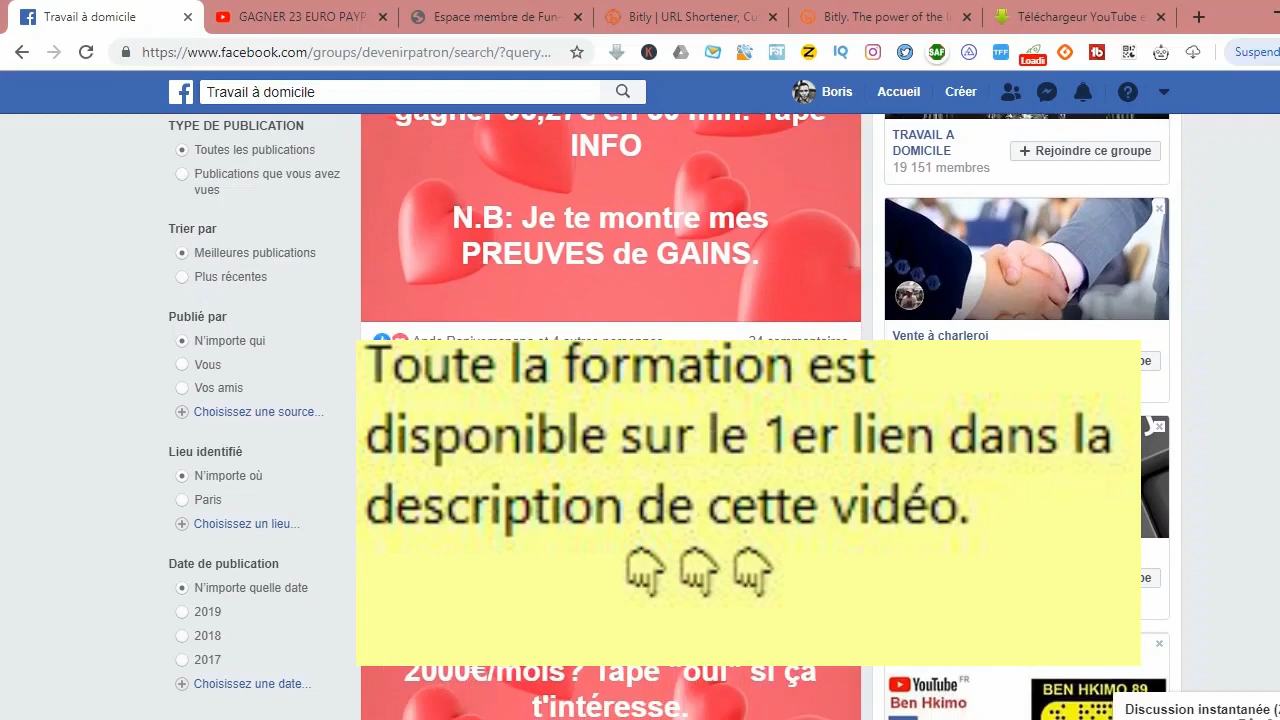 Travail à domicile
GAGNER 23 EURO PAYP
Espace membre de Fun-
Bitly | URL Shortener, Cu
Bitly. The power of the l
Téléchargeur YouTube e
https://www.facebook.com/groups/devenirpatron/search/?query...
Suspend
Travail à domicile
Boris
Accueil
Créer
TYPE DE PUBLICATION
Toutes les publications
Publications que vous avez
vues
Trier par
Meilleures publications
Plus récentes
Publié par
N'importe qui
Vous
Vos amis
Choisissez une source...
Lieu identifié
N'importe où
Paris
Choisissez un lieu...
Date de publication
N'importe quelle date
2019
2018
2017
Choisissez une date...
INFO
N.B: Je te montre mes
PREUVES de GAINS.
Toute la formation est
disponible sur le 1er lien dans la
description de cette vidéo.
👇👇👇
2000€/mois? Tape "oui" si ça
t'intéresse.
TRAVAIL A
DOMICILE
19 151 membres
+ Rejoindre ce groupe
Vente à charleroi
YouTube FR
Ben Hkimo
BEN HKIMO 89
Discussion instantanée (2